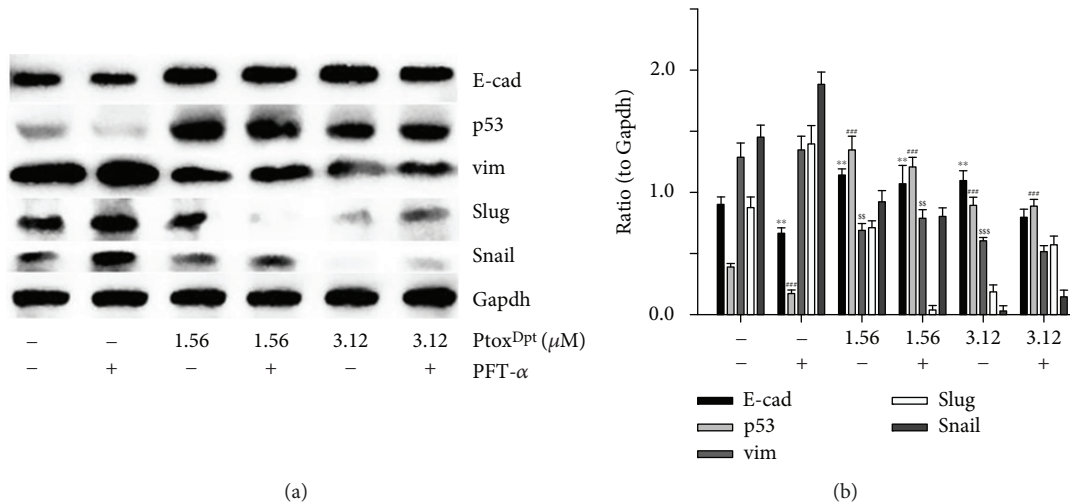 E-cad
p53
vim
Slug
Snail
Gapdh
– – 1.56 1.56 3.12 3.12 Ptox^Dpt (μM)
– + – + – + PFT-α
(a)
Ratio (to Gapdh)
2.0
1.0
0.0
** ### ** ### $$ ** ### $$ ** ### $$$ ###
– – 1.56 1.56 3.12 3.12
– + – + – +
E-cad
p53
vim
Slug
Snail
(b)